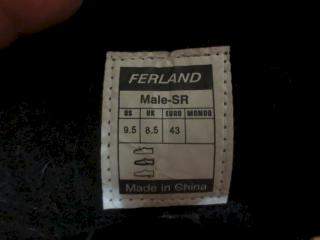 FERLAND
Male-SR
US UK EURO MONDO
9.5 8.5 43
Made in China